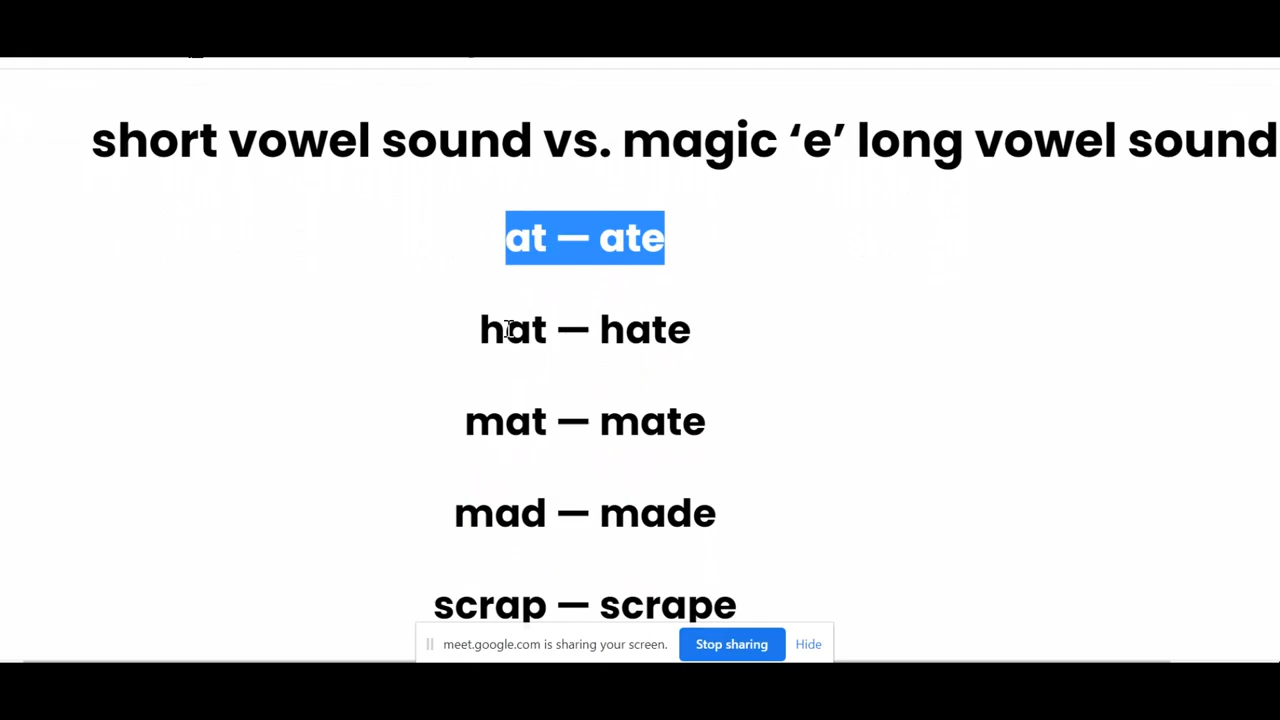 short vowel sound vs. magic ‘e’ long vowel sound
at — ate
hat — hate
mat — mate
mad — made
scrap — scrape
meet.google.com is sharing your screen. Stop sharing Hide